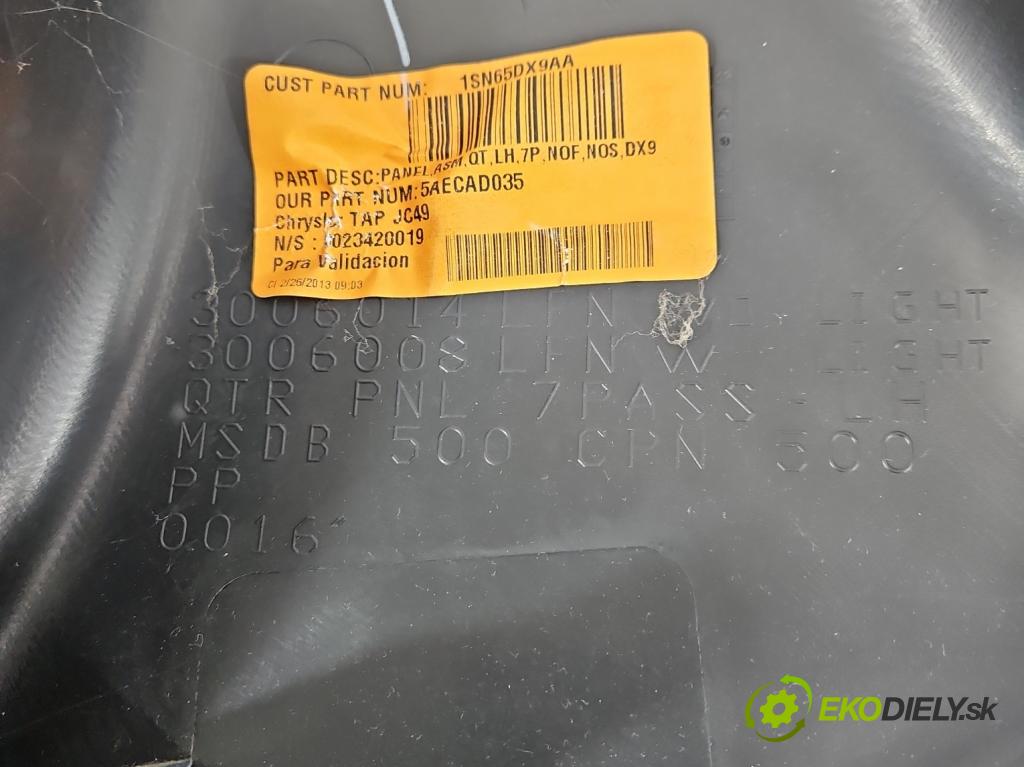 CUST PART NUM: 1SN65DX9AA
PART DESC:PANEL,ASM,QT,LH,7P,NOF,NOS,DX9
OUR PART NUM:5AECAD035
Chrysler TAP JC49
N/S : 4023420019
Para Validacion
2/26/2013 09:03
3006014 LFN LIGHT
3006008 LFN W LIGHT
QTR PNL 7PASS - LH
MSDB 500 CPN 500
PP
0016
EKODIELY.sk